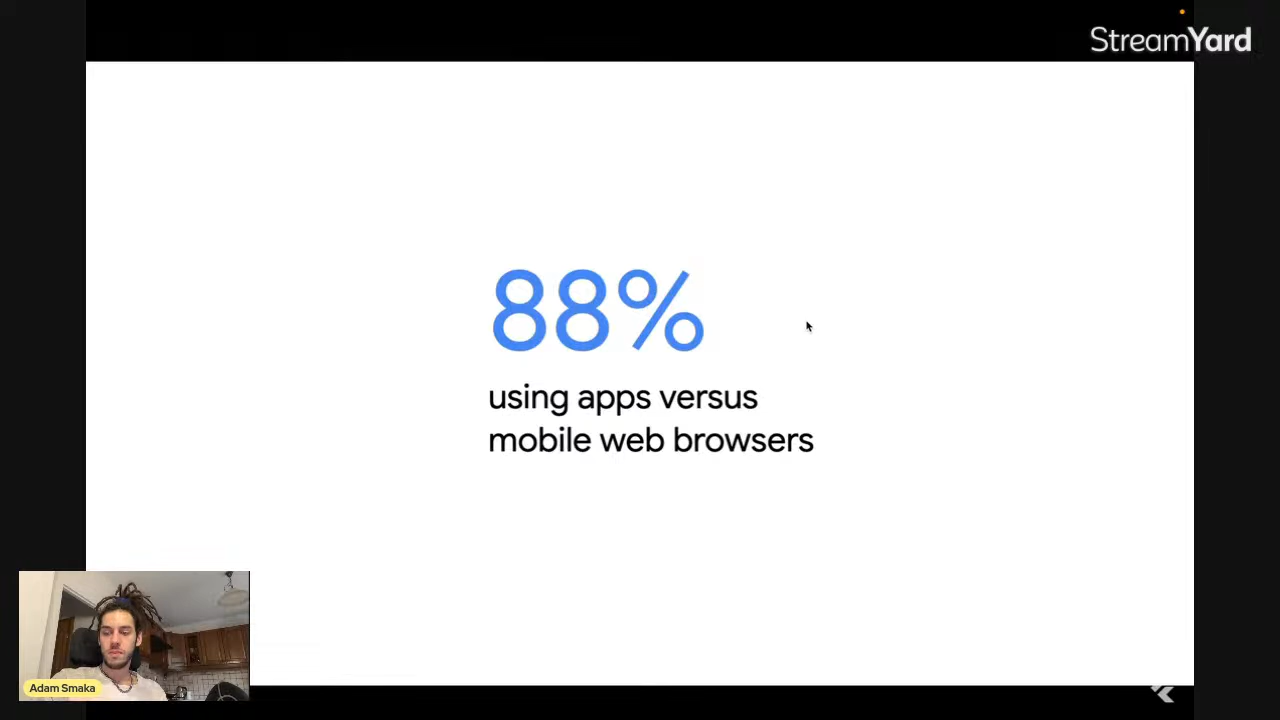 StreamYard
88%
using apps versus
mobile web browsers
Adam Smaka